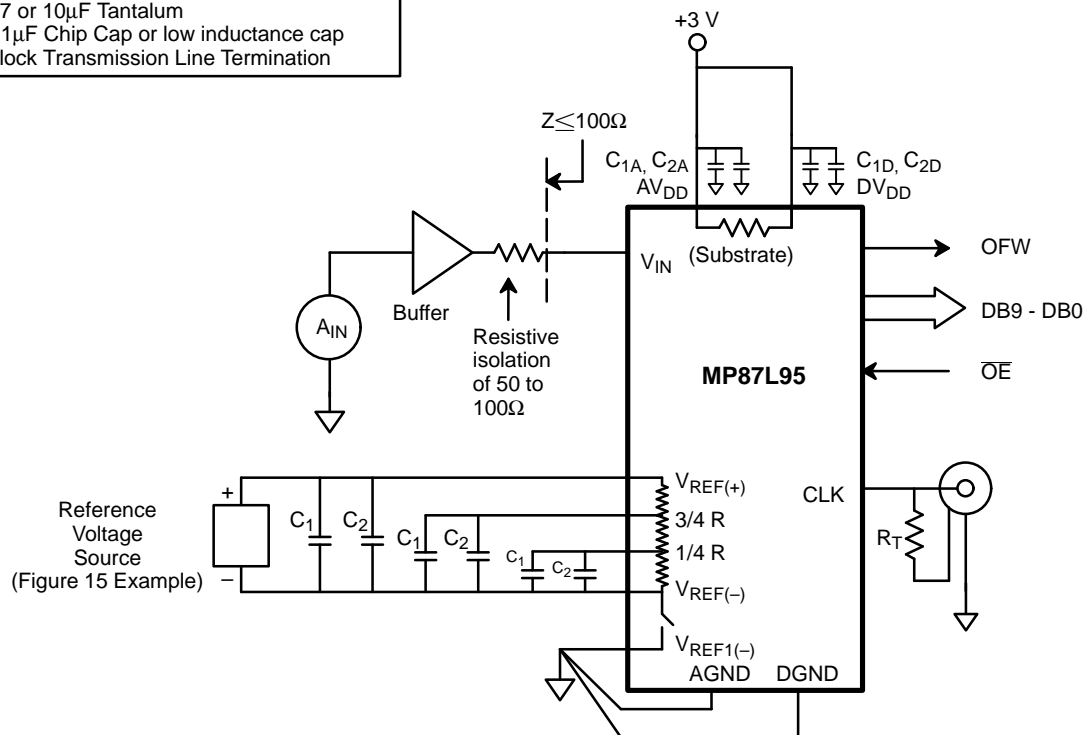 7 or 10µF Tantalum
1µF Chip Cap or low inductance cap
lock Transmission Line Termination
+3 V
Z≤100Ω
C1A, C2A
AVDD
C1D, C2D
DVDD
(Substrate)
VIN
OFW
DB9 - DB0
OE
MP87L95
Buffer
AIN
Resistive
isolation
of 50 to
100Ω
Reference
Voltage
Source
(Figure 15 Example)
+
–
C1
C2
C1
C2
C1
C2
VREF(+)
3/4 R
1/4 R
VREF(–)
VREF1(–)
CLK
RT
AGND
DGND